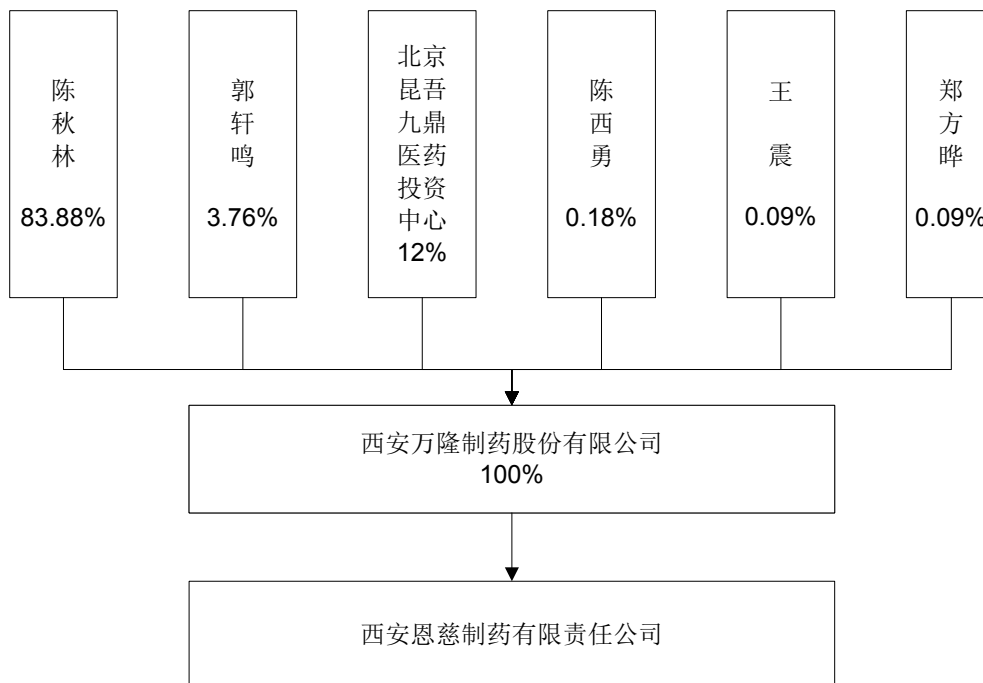 陈秋林
83.88%
郭轩鸣
3.76%
北京昆吾九鼎医药投资中心
12%
陈西勇
0.18%
王震
0.09%
郑方晔
0.09%
西安万隆制药股份有限公司
100%
西安恩慈制药有限责任公司